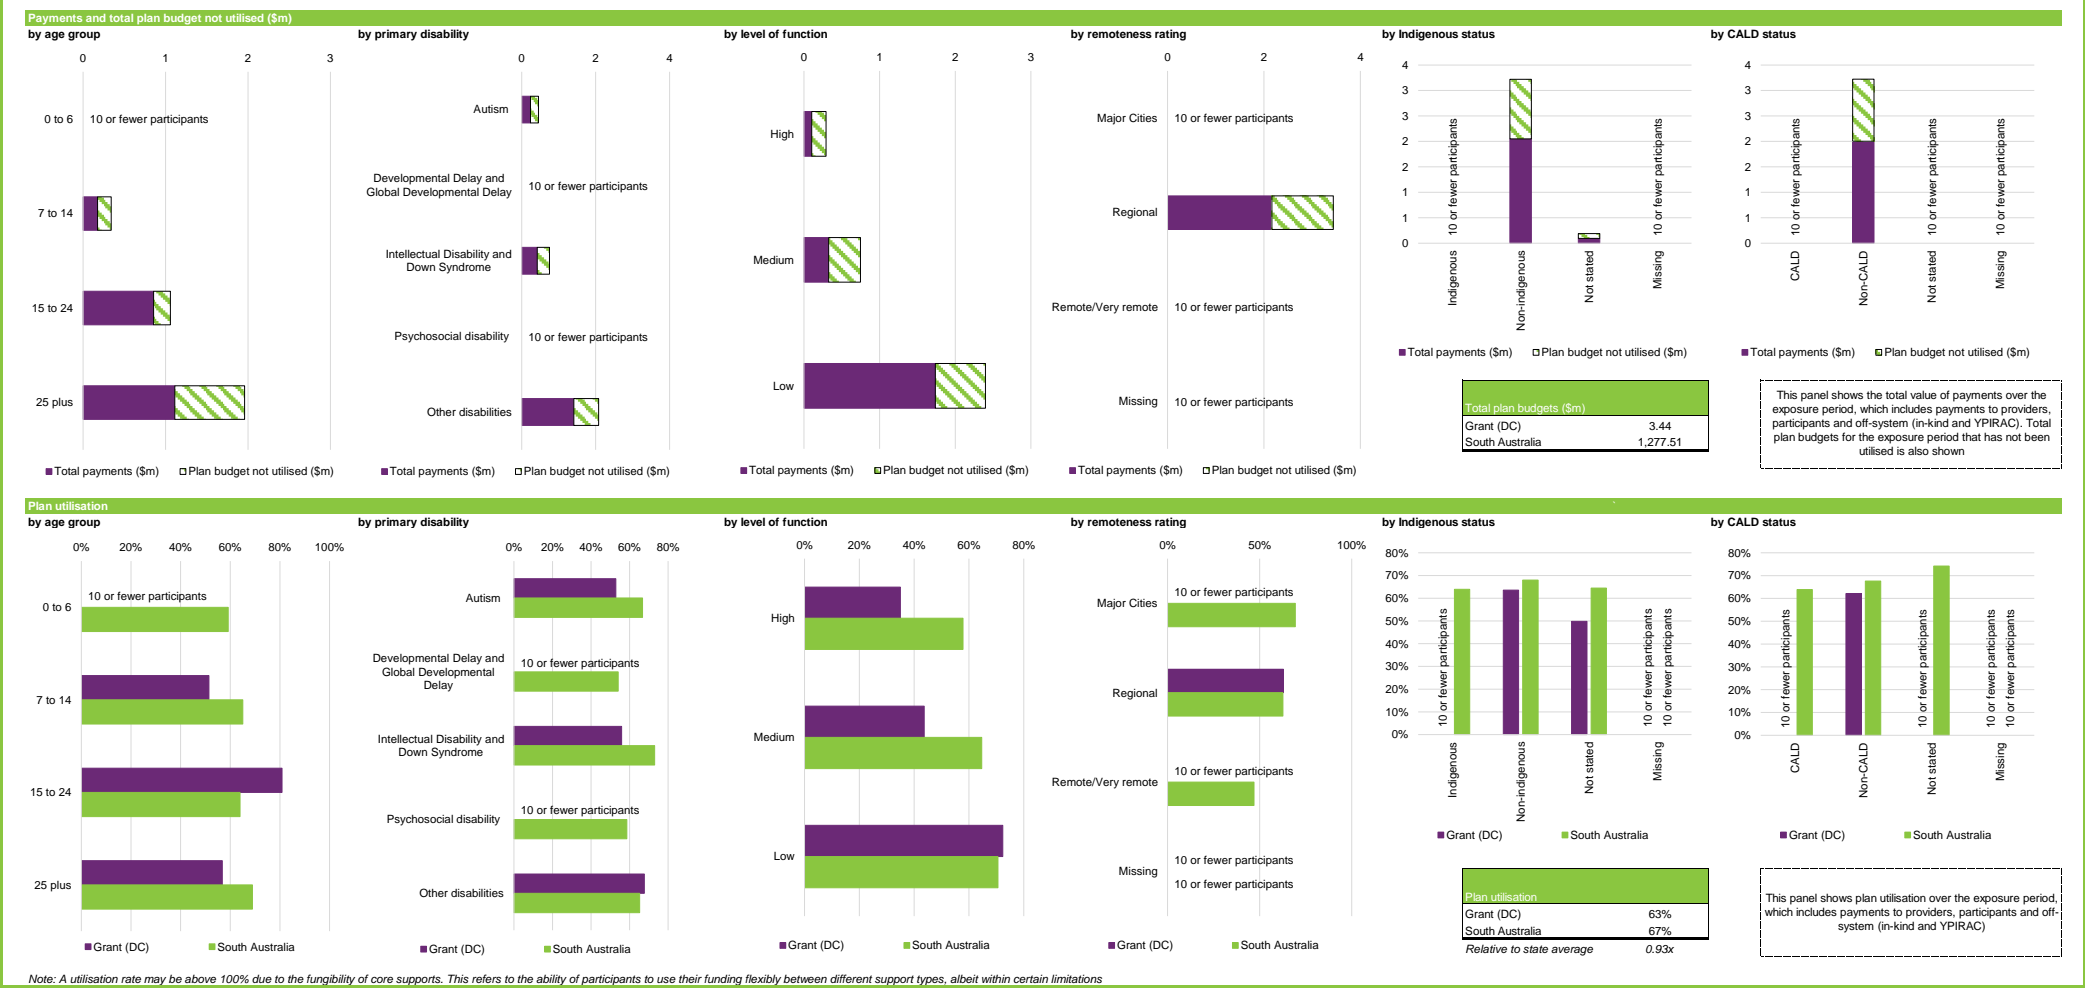 Payments and total plan budget not utilised ($m)
by age group
0 1 2 3
0 to 6
10 or fewer participants
7 to 14
15 to 24
25 plus
Total payments ($m) Plan budget not utilised ($m)
by primary disability
0 2 4
Autism
Developmental Delay and
Global Developmental Delay
10 or fewer participants
Intellectual Disability and
Down Syndrome
Psychosocial disability
10 or fewer participants
Other disabilities
Total payments ($m) Plan budget not utilised ($m)
by level of function
0 1 2 3
High
Medium
Low
Total payments ($m) Plan budget not utilised ($m)
by remoteness rating
0 2 4
Major Cities
10 or fewer participants
Regional
Remote/Very remote
10 or fewer participants
Missing
10 or fewer participants
Total payments ($m) Plan budget not utilised ($m)
by Indigenous status
4
3
3
2
2
1
1
0
10 or fewer participants
10 or fewer participants
Indigenous
Non-indigenous
Not stated
Missing
Total payments ($m) Plan budget not utilised ($m)
by CALD status
4
3
3
2
2
1
1
0
10 or fewer participants
10 or fewer participants
10 or fewer participants
CALD
Non-CALD
Not stated
Missing
Total payments ($m) Plan budget not utilised ($m)
Total plan budgets ($m)
Grant (DC) 3.44
South Australia 1,277.51
This panel shows the total value of payments over the
exposure period, which includes payments to providers,
participants and off-system (in-kind and YPIRAC). Total
plan budgets for the exposure period that has not been
utilised is also shown
Plan utilisation
by age group
0% 20% 40% 60% 80% 100%
0 to 6
10 or fewer participants
7 to 14
15 to 24
25 plus
Grant (DC) South Australia
by primary disability
0% 20% 40% 60% 80%
Autism
Developmental Delay and
Global Developmental
Delay
10 or fewer participants
Intellectual Disability and
Down Syndrome
Psychosocial disability
10 or fewer participants
Other disabilities
Grant (DC) South Australia
by level of function
0% 20% 40% 60% 80%
High
Medium
Low
Grant (DC) South Australia
by remoteness rating
0% 50% 100%
Major Cities
10 or fewer participants
Regional
Remote/Very remote
10 or fewer participants
Missing
10 or fewer participants
10 or fewer participants
Grant (DC) South Australia
by Indigenous status
80%
70%
60%
50%
40%
30%
20%
10%
0%
10 or fewer participants
10 or fewer participants
10 or fewer participants
Indigenous
Non-indigenous
Not stated
Missing
Grant (DC) South Australia
by CALD status
80%
70%
60%
50%
40%
30%
20%
10%
0%
10 or fewer participants
10 or fewer participants
10 or fewer participants
10 or fewer participants
CALD
Non-CALD
Not stated
Missing
Grant (DC) South Australia
Plan utilisation
Grant (DC) 63%
South Australia 67%
Relative to state average 0.93x
This panel shows plan utilisation over the exposure period,
which includes payments to providers, participants and off-
system (in-kind and YPIRAC)
Note: A utilisation rate may be above 100% due to the fungibility of core supports. This refers to the ability of participants to use their funding flexibly between different support types, albeit within certain limitations